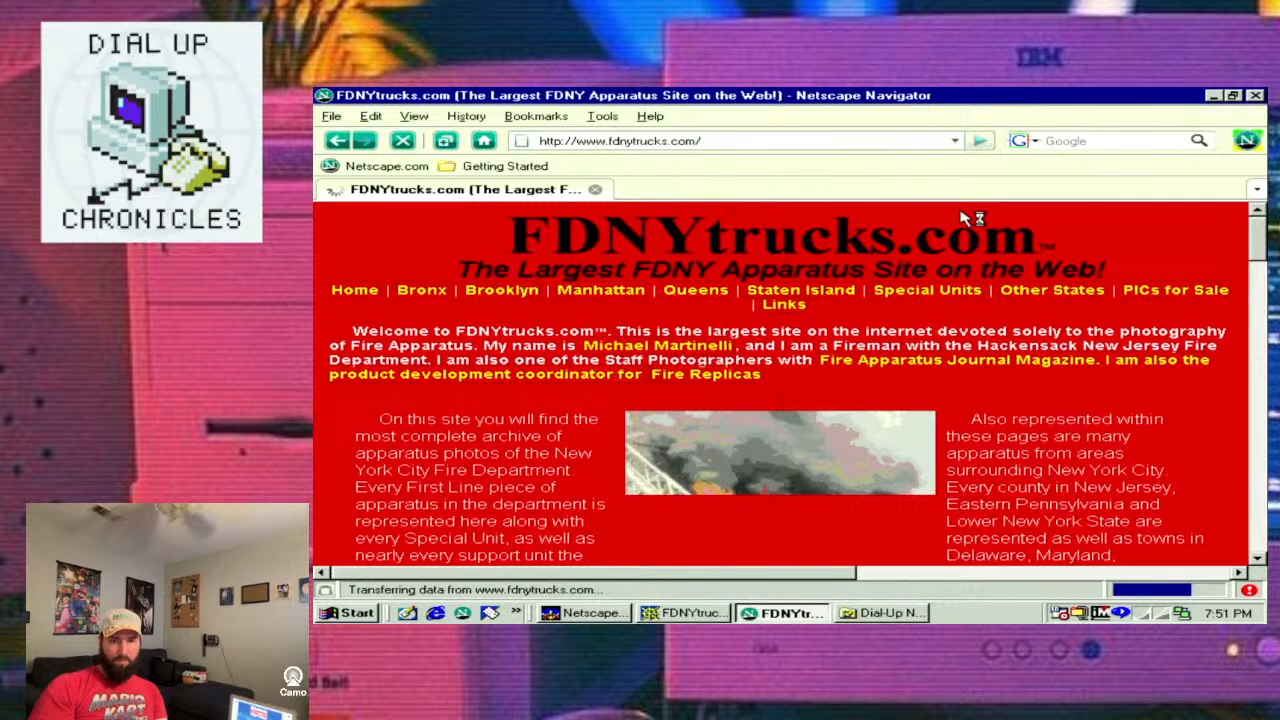 DIAL UP
CHRONICLES
IBM
FDNYtrucks.com (The Largest FDNY Apparatus Site on the Web!) - Netscape Navigator
File Edit View History Bookmarks Tools Help
http://www.fdnytrucks.com/
G Google
N
Netscape.com Getting Started
FDNYtrucks.com (The Largest F...
FDNYtrucks.com™
The Largest FDNY Apparatus Site on the Web!
Home | Bronx | Brooklyn | Manhattan | Queens | Staten Island | Special Units | Other States | PICs for Sale
| Links
Welcome to FDNYtrucks.com™. This is the largest site on the internet devoted solely to the photography
of Fire Apparatus. My name is Michael Martinelli, and I am a Fireman with the Hackensack New Jersey Fire
Department. I am also one of the Staff Photographers with Fire Apparatus Journal Magazine. I am also the
product development coordinator for Fire Replicas
On this site you will find the
most complete archive of
apparatus photos of the New
York City Fire Department.
Every First Line piece of
apparatus in the department is
represented here along with
every Special Unit, as well as
nearly every support unit the
Also represented within
these pages are many
apparatus from areas
surrounding New York City.
Every county in New Jersey,
Eastern Pennsylvania and
Lower New York State are
represented as well as towns in
Delaware, Maryland,
Transferring data from www.fdnytrucks.com...
Start
Netscape...
FDNYtruc...
FDNYtr...
Dial-Up N...
7:51 PM
Camo
MARIO
KART